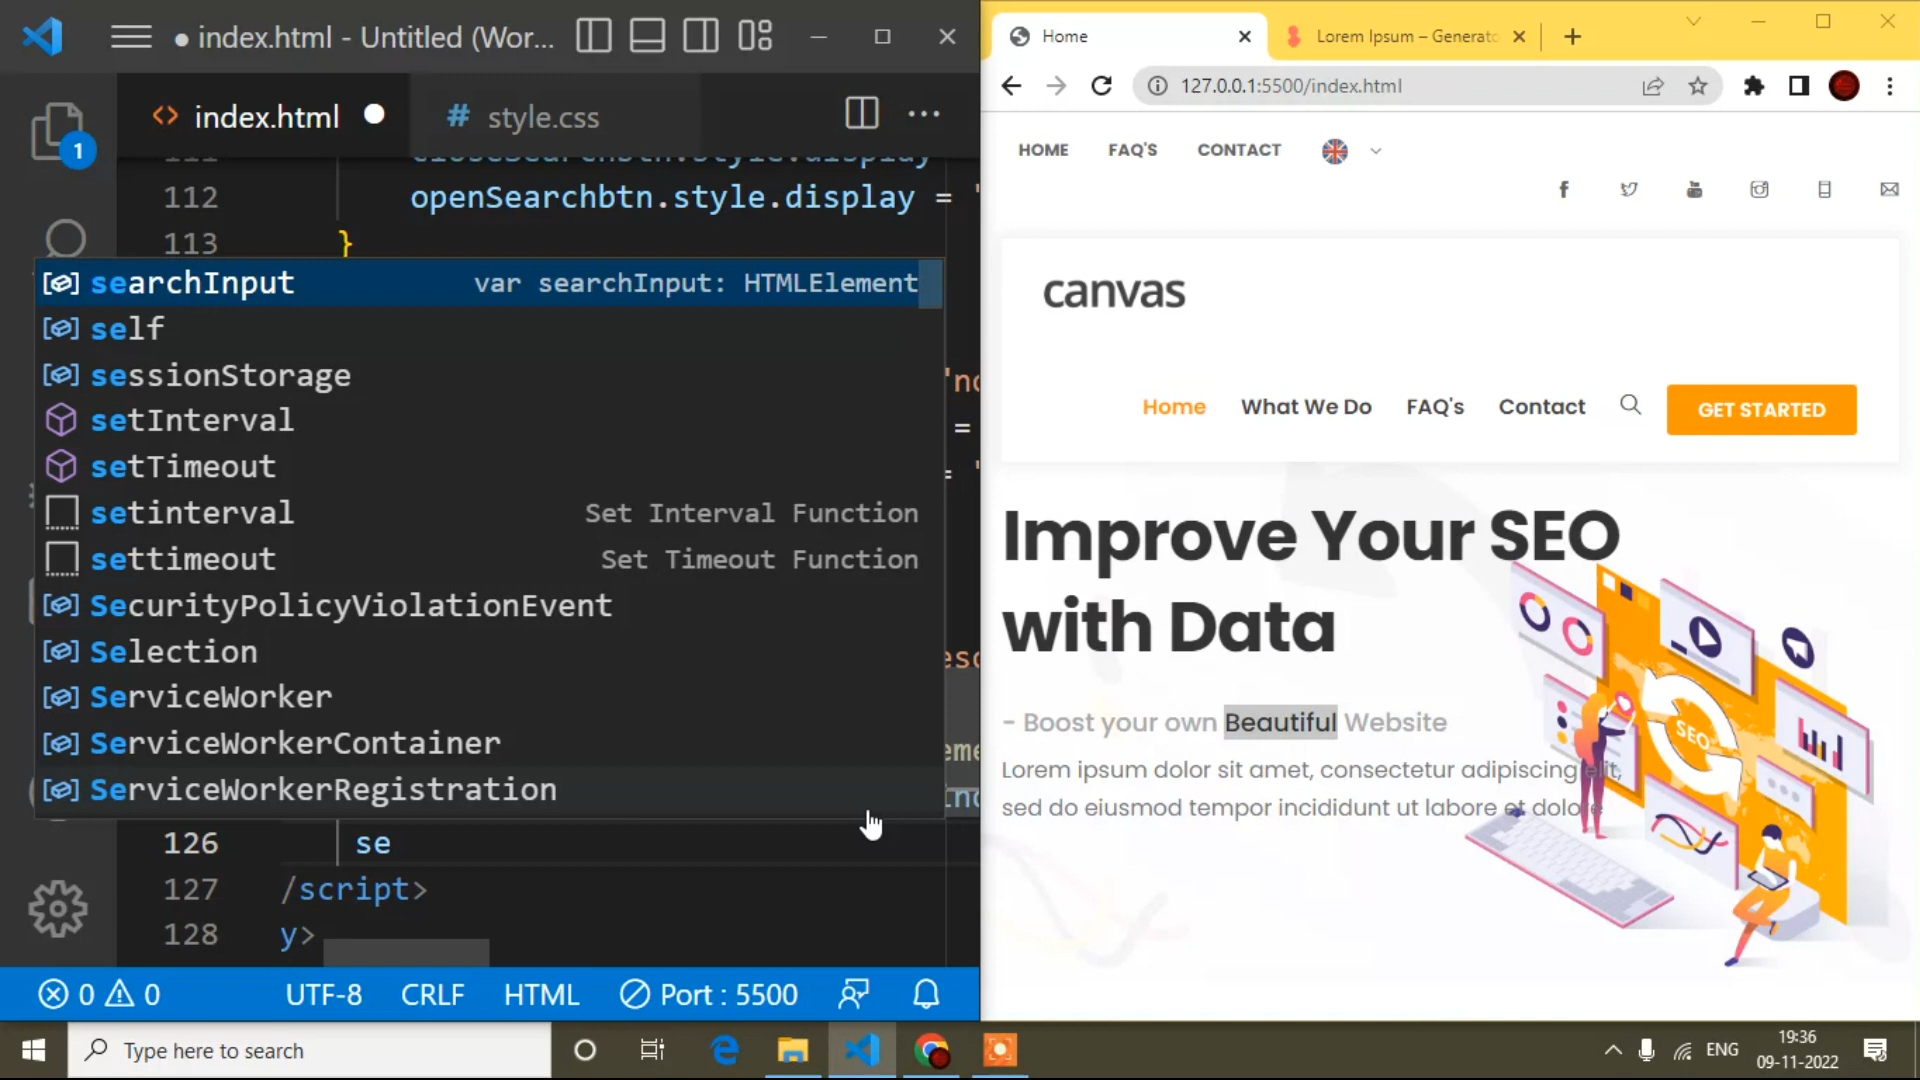 ● index.html - Untitled (Wor...
index.html ●
# style.css
1
112 openSearchbtn.style.display = '
113 }
searchInput var searchInput: HTMLElement
self
sessionStorage
setInterval
setTimeout
setinterval Set Interval Function
settimeout Set Timeout Function
SecurityPolicyViolationEvent
Selection
ServiceWorker
ServiceWorkerContainer
ServiceWorkerRegistration
126 se
127 /script>
128 y>
0 0 UTF-8 CRLF HTML Port : 5500
Home
Lorem Ipsum – Generato
127.0.0.1:5500/index.html
HOME FAQ'S CONTACT
canvas
Home What We Do FAQ's Contact GET STARTED
Improve Your SEO
with Data
- Boost your own Beautiful Website
Lorem ipsum dolor sit amet, consectetur adipiscing elit,
sed do eiusmod tempor incididunt ut labore et dolore
SEO
Type here to search
ENG
19:36
09-11-2022